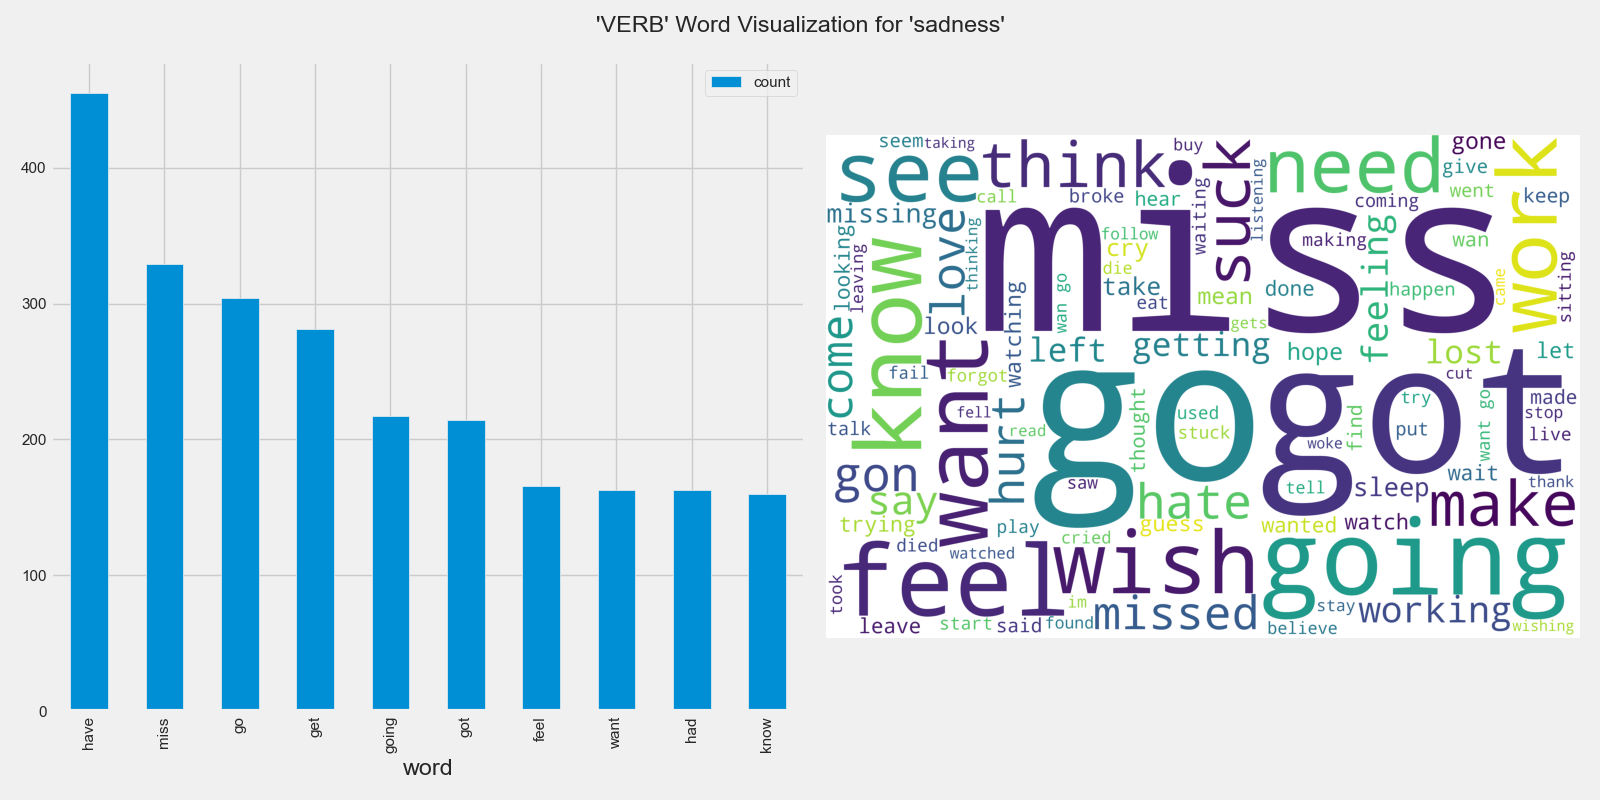 'VERB' Word Visualization for 'sadness'
count
400
300
200
100
0
have
miss
go
get
going
got
feel
want
had
know
word
seem
taking
see
think
buy
suck
need
gone
give
work
call
broke
hear
waiting
listening
coming
went
keep
missing
love
thinking
miss
follow
cry
die
making
feeling
wan
looking
leaving
know
take
eat
mean
done
happen
came
sitting
wan go
come
look
watching
left
getting
gets
hope
lost
let
fail
forgot
want
go
got
cut
fell
hurt
read
thought
used
stuck
woke
find
try
put
want go
made
stop
live
talk
gon
say
saw
hate
tell
sleep
wait
thank
make
trying
play
guess
wanted
watch
died
watched
cried
wish
going
feel
took
im
missed
stay
working
leave
start
said
found
believe
wishing